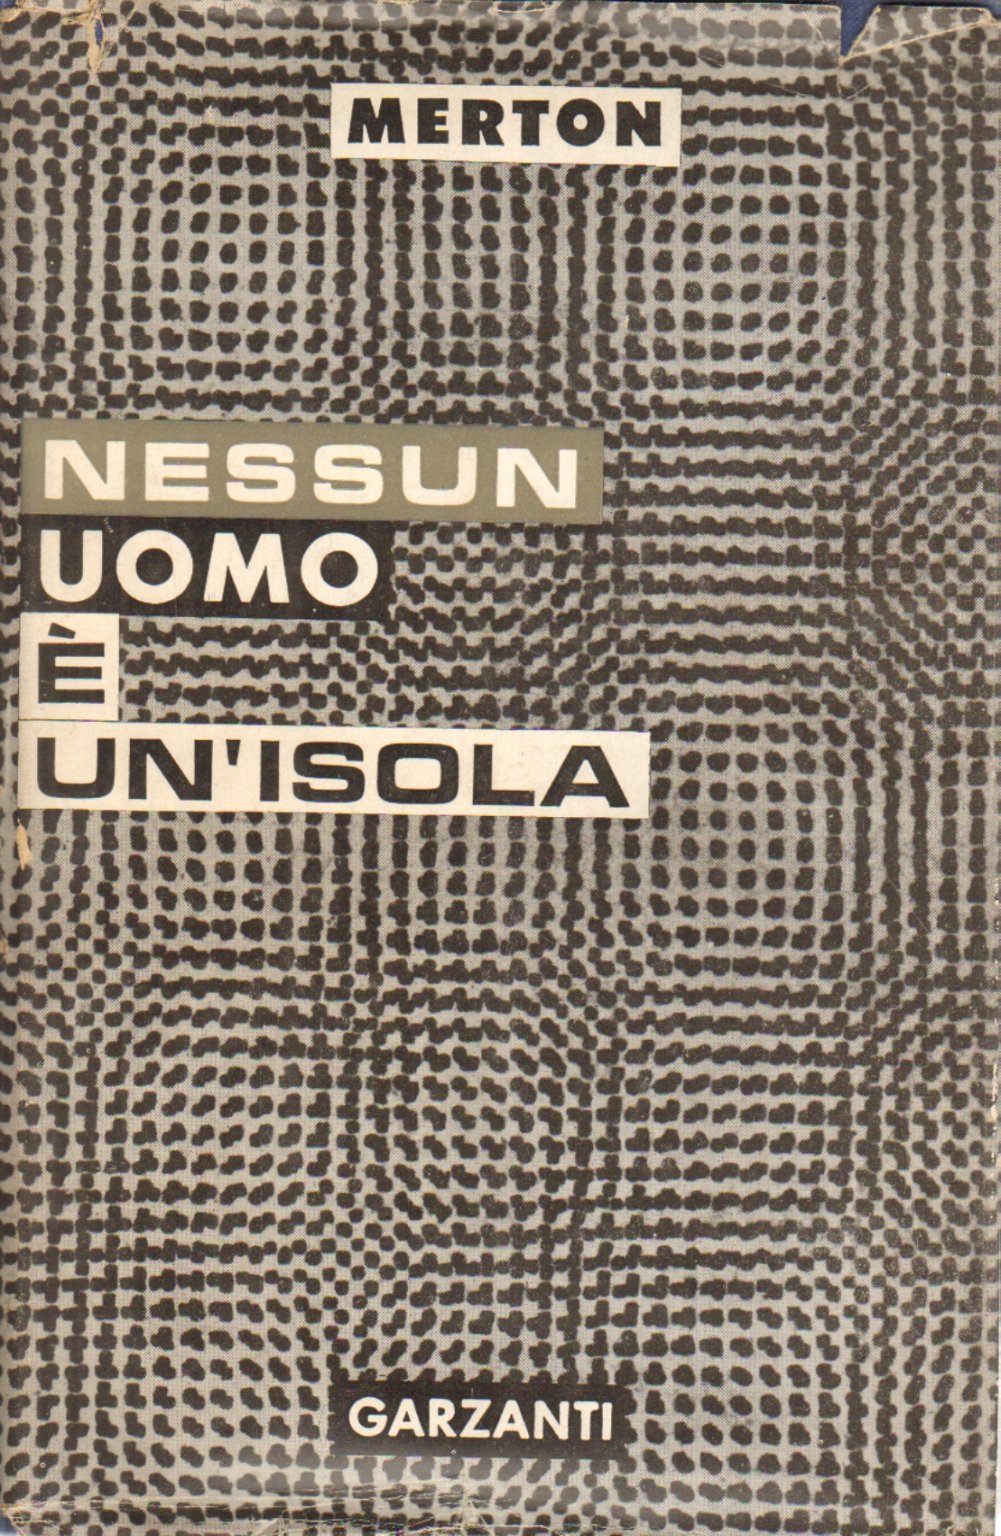 MERTON
NESSUN
UOMO
È
UN'ISOLA
GARZANTI